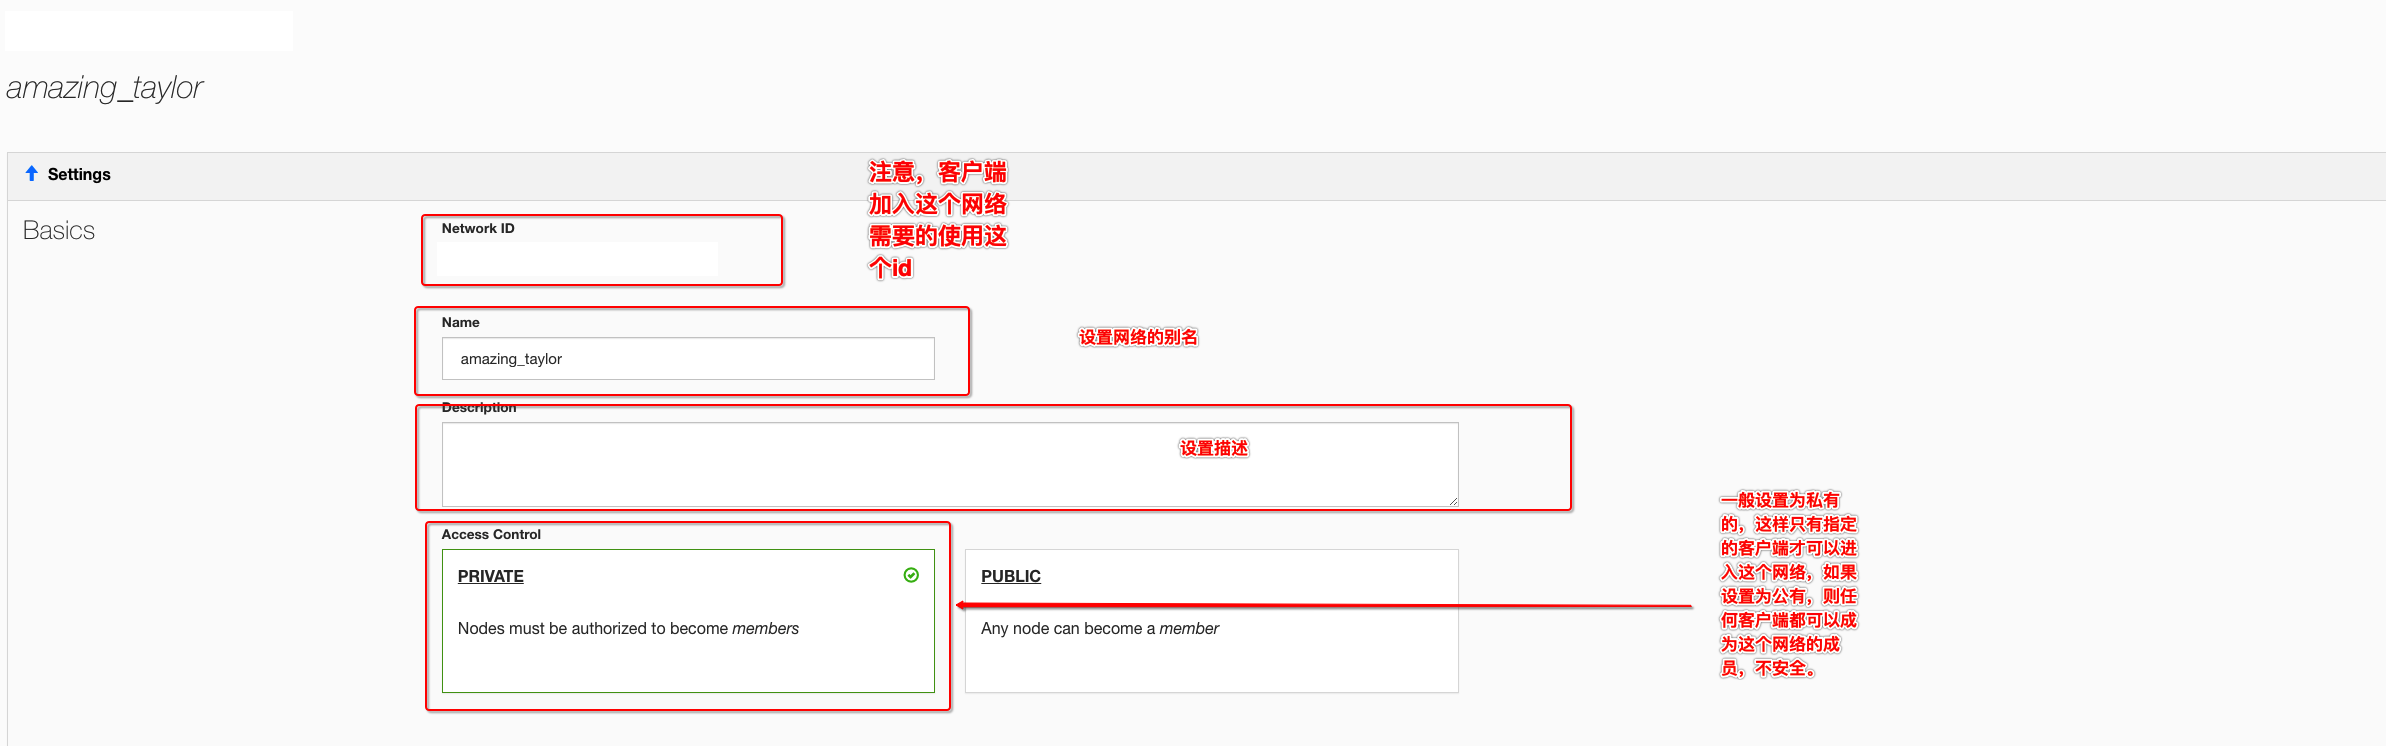 amazing_taylor
Settings
Basics
Network ID
注意，客户端
加入这个网络
需要的使用这
个id
Name
amazing_taylor
设置网络的别名
Description
设置描述
Access Control
PRIVATE
Nodes must be authorized to become members
PUBLIC
Any node can become a member
一般设置为私有
的，这样只有指定
的客户端才可以进
入这个网络，如果
设置为公有，则任
何客户端都可以成
为这个网络的成
员，不安全。